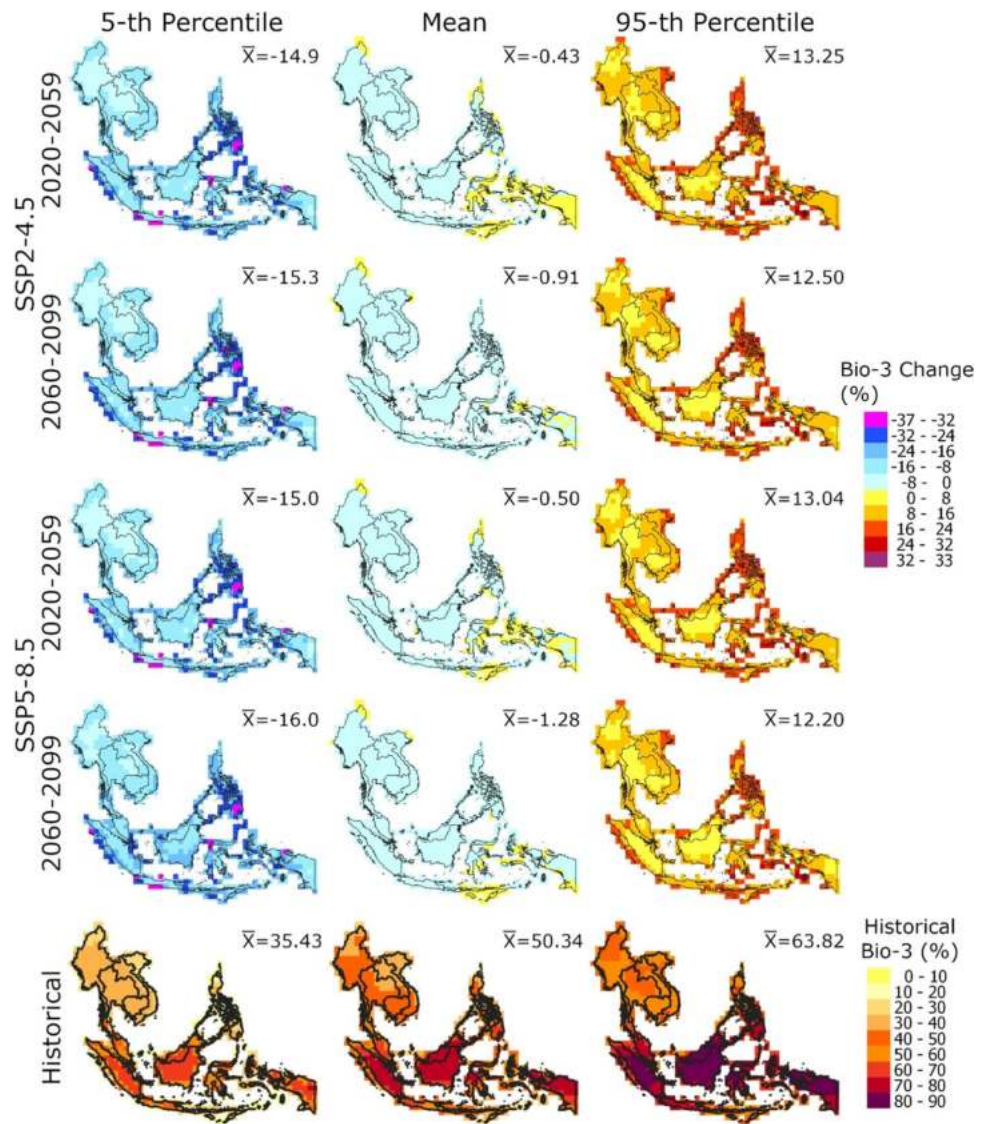 5-th Percentile Mean 95-th Percentile
SSP2-4.5
2020-2059
X̅=-14.9 X̅=-0.43 X̅=13.25
2060-2099
X̅=-15.3 X̅=-0.91 X̅=12.50
Bio-3 Change
(%)
-37 - -32
-32 - -24
-24 - -16
-16 - -8
-8 - 0
0 - 8
8 - 16
16 - 24
24 - 32
32 - 33
SSP5-8.5
2020-2059
X̅=-15.0 X̅=-0.50 X̅=13.04
2060-2099
X̅=-16.0 X̅=-1.28 X̅=12.20
Historical
X̅=35.43 X̅=50.34 X̅=63.82
Historical
Bio-3 (%)
0 - 10
10 - 20
20 - 30
30 - 40
40 - 50
50 - 60
60 - 70
70 - 80
80 - 90